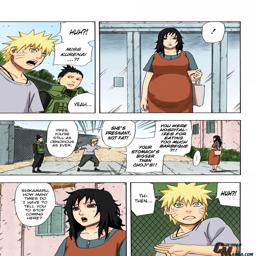 HUH?!
MISS
KURENAI?
YEAH...
!
YOU WERE
HOSPITAL-
IZED FOR
EATING
TOO MUCH
BARBEQUE?!
YOUR
STOMACH'S
BIGGER
THAN
CHOJI'S!!
SHE'S
PREGNANT,
NOT FAT!
YIKES,
YOU'RE
STILL AS
OBNOXIOUS
AS EVER.
HUH?!
TH-
THEN...
SHIKAMARU,
HOW MANY
TIMES DO
I HAVE
TO TELL
YOU TO
STOP
COMING
HERE?